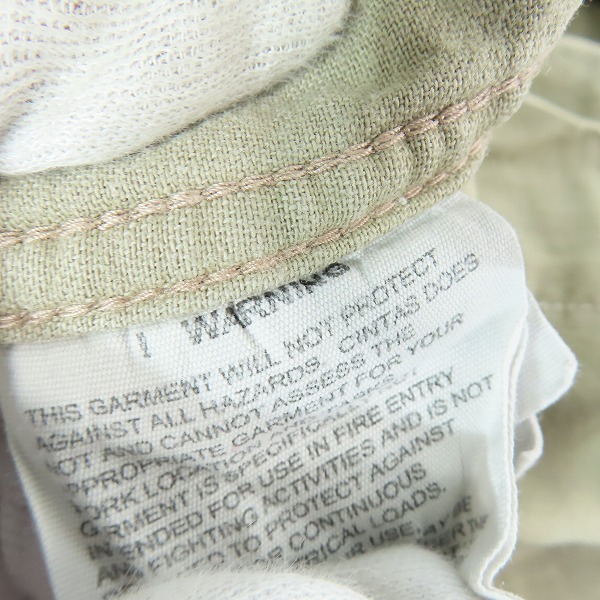 ! WARNING
THIS GARMENT WILL NOT PROTECT
AGAINST ALL HAZARDS. CINTAS DOES
NOT AND CANNOT ASSESS THE
APPROPRIATE GARMENT FOR YOUR
WORK LOCATION
GARMENT IS SPECIFICALLY
INTENDED FOR USE IN FIRE ENTRY
AND FIGHTING ACTIVITIES AND IS NOT
TO PROTECT AGAINST
CONTINUOUS
LOADS.
USE,